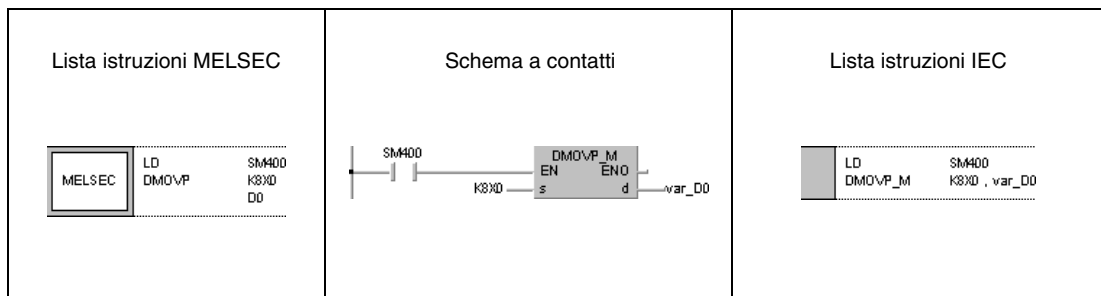 Lista istruzioni MELSEC
Schema a contatti
Lista istruzioni IEC
MELSEC
LD SM400
DMOVP K8X0
D0
SM400
DMOVP_M
EN ENO
K8X0 s d var_D0
LD SM400
DMOVP_M K8X0 , var_D0